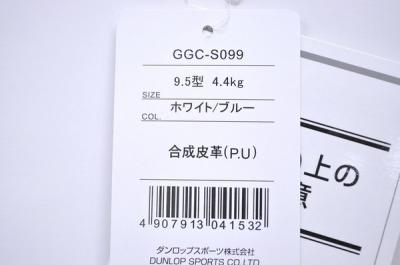 GGC-S099
9.5型 4.4kg
SIZE
ホワイト/ブルー
COL.
合成皮革(P.U)
4 907913 041532
ダンロップスポーツ株式会社
DUNLOP SPORTS CO.LTD
の上の
意